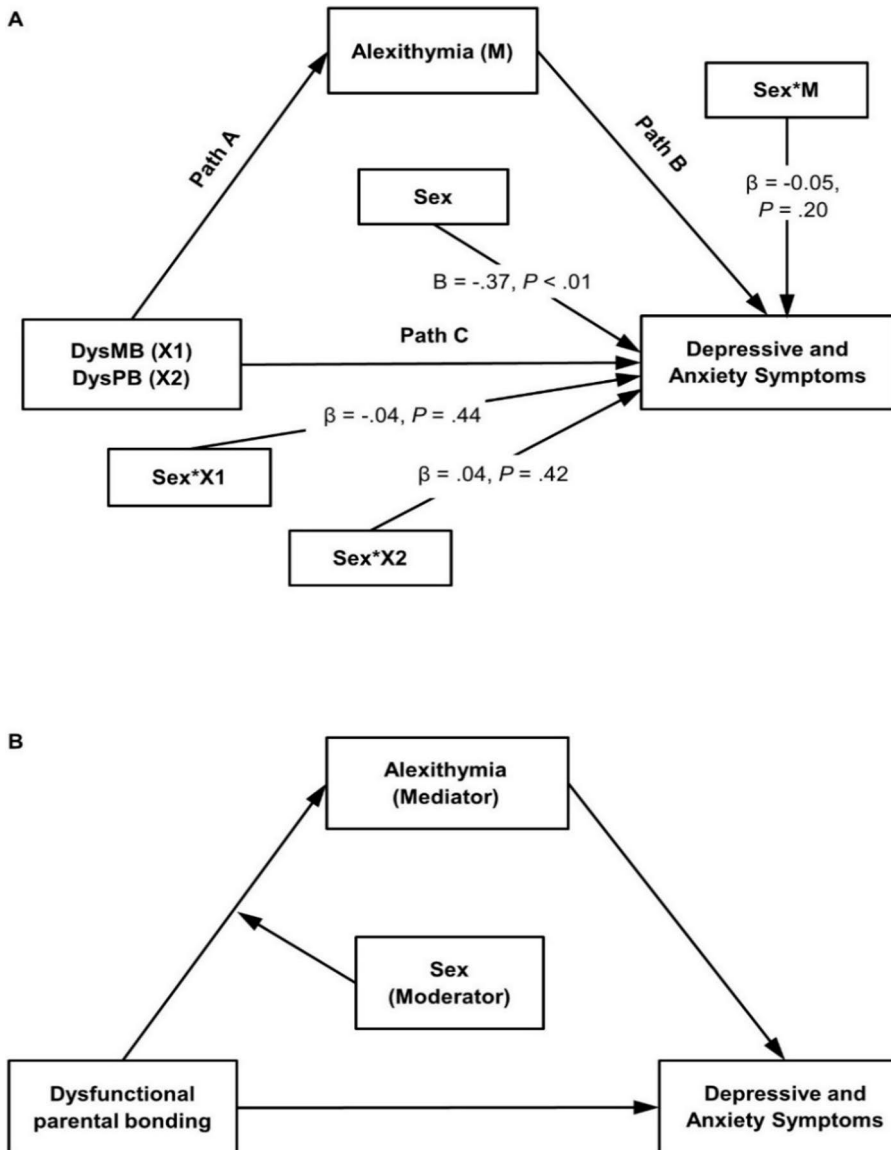 A
Alexithymia (M)
Sex*M
Path A
Path B
β = -0.05,
P = .20
Sex
B = -.37, P < .01
DysMB (X1)
DysPB (X2)
Path C
Depressive and
Anxiety Symptoms
β = -.04, P = .44
Sex*X1
β = .04, P = .42
Sex*X2
B
Alexithymia
(Mediator)
Sex
(Moderator)
Dysfunctional
parental bonding
Depressive and
Anxiety Symptoms